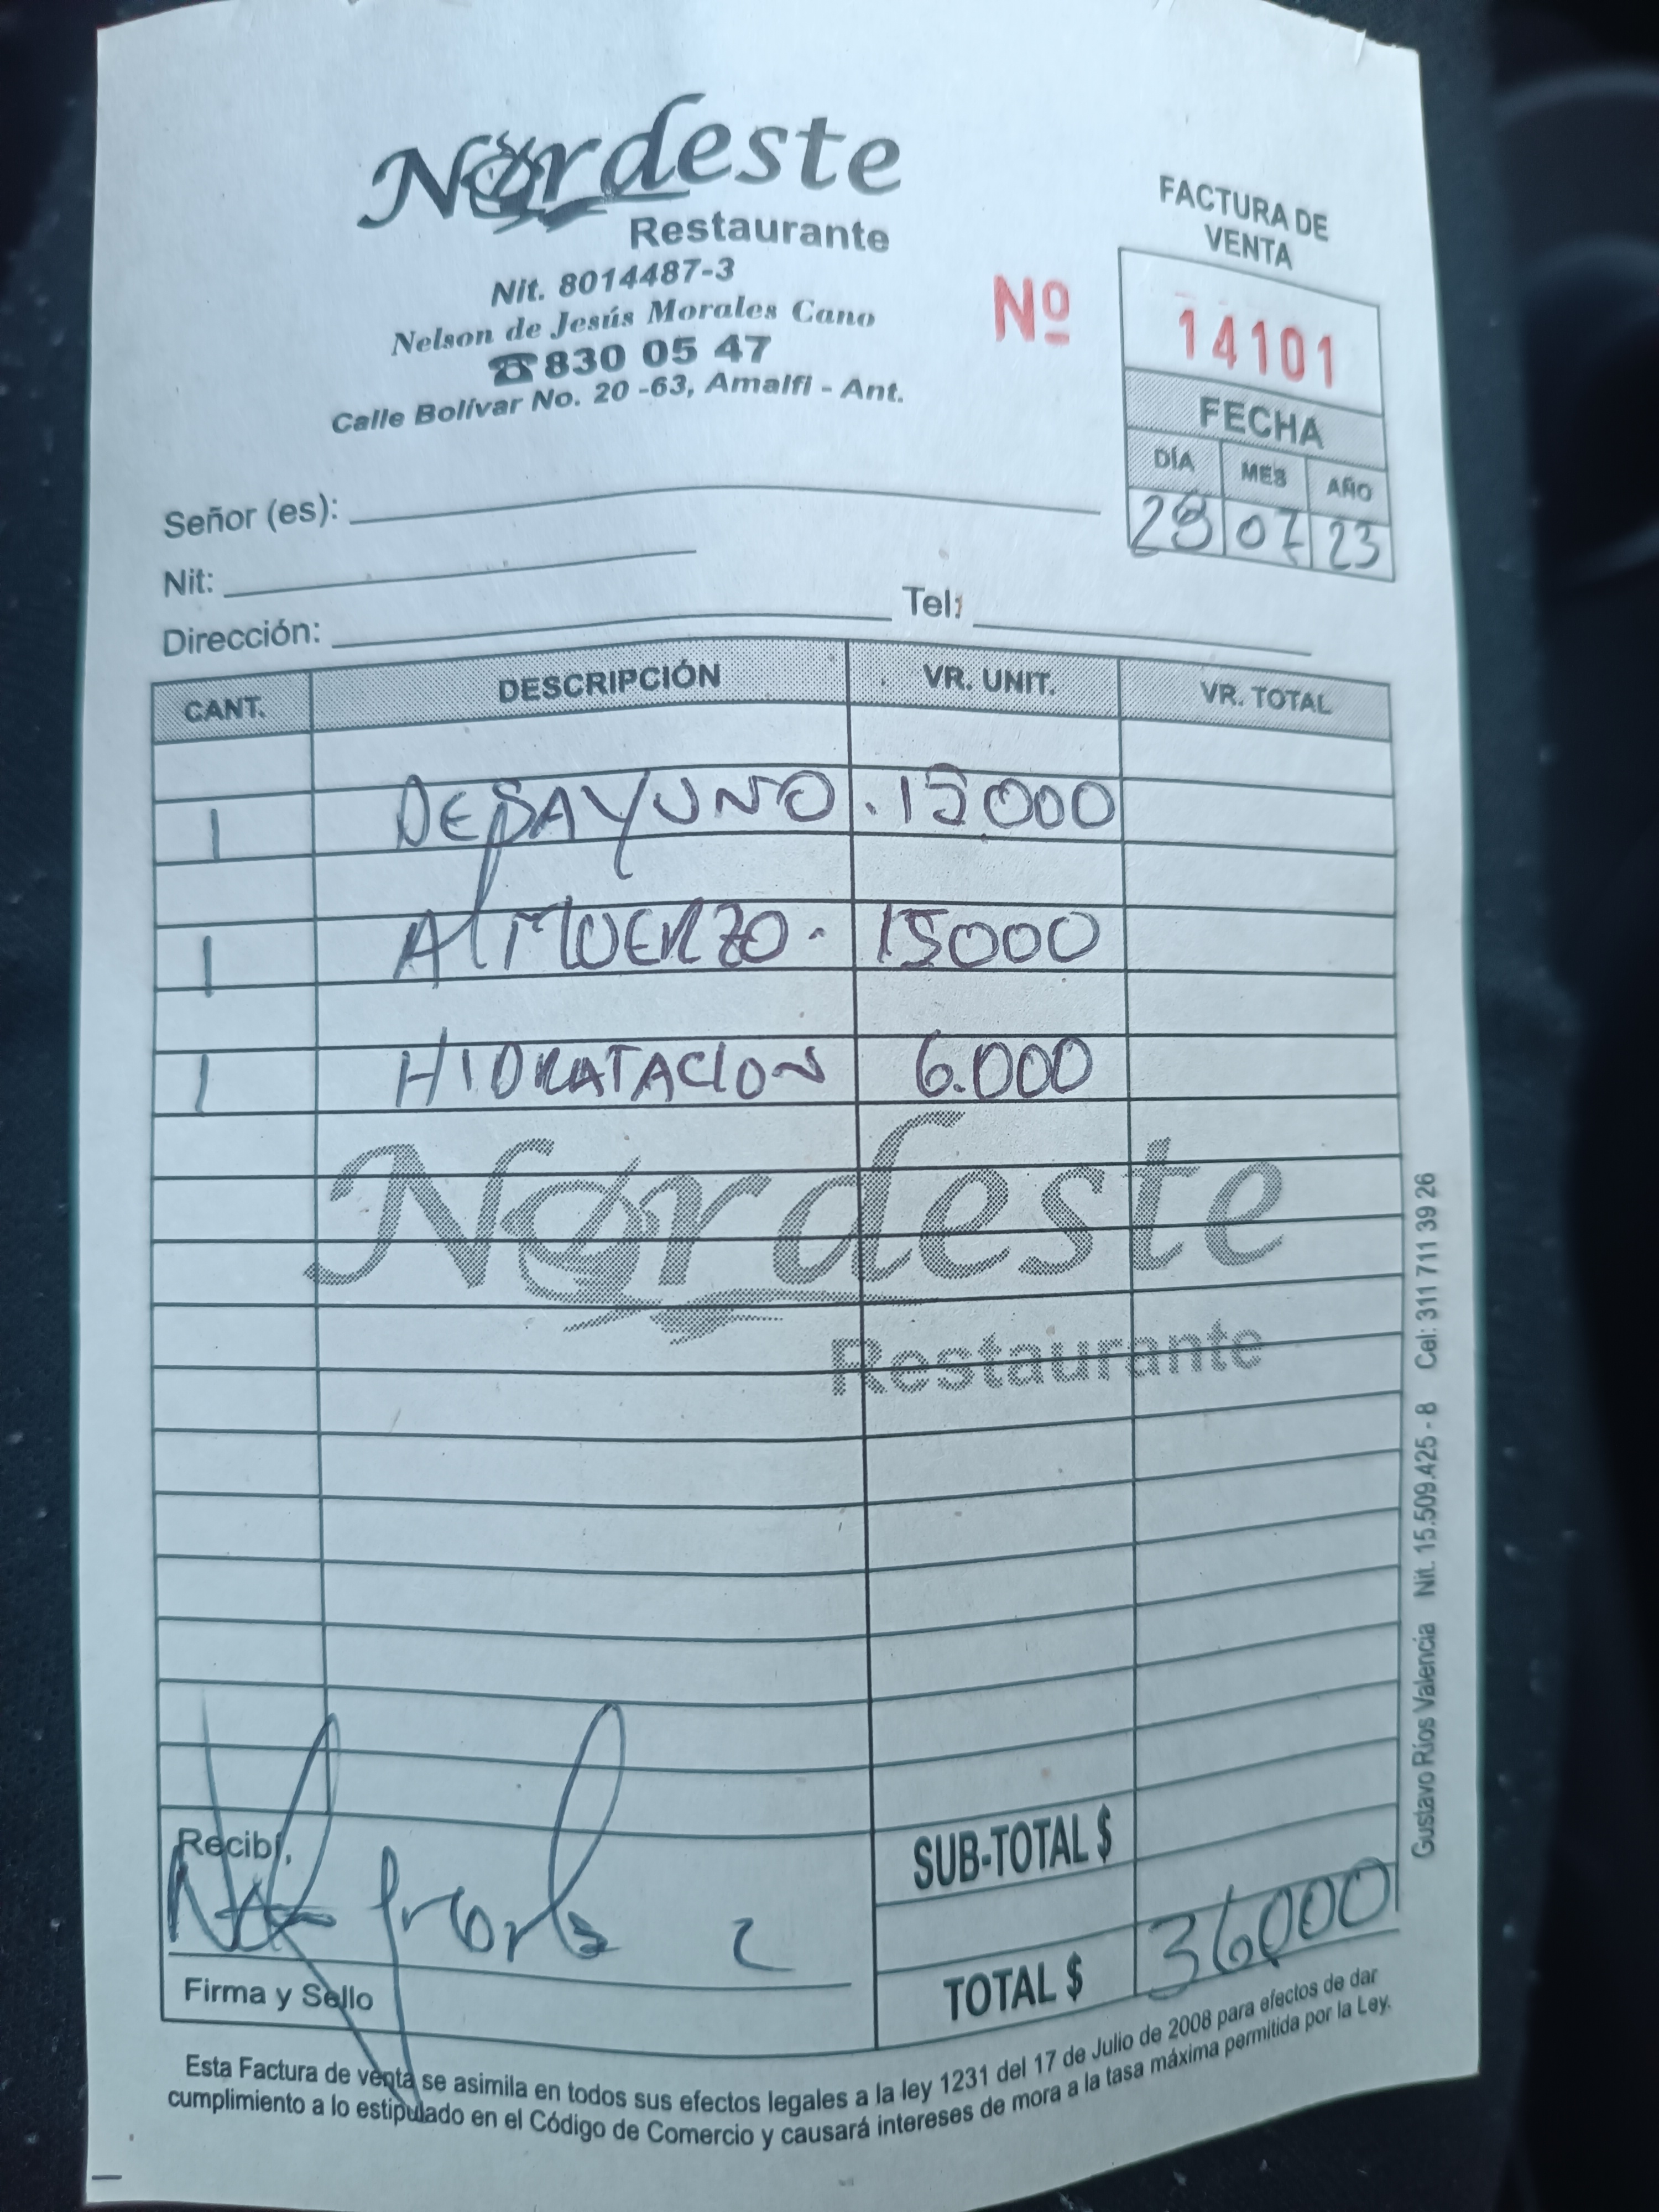 Nordeste
Restaurante
Nit. 8014487-3
Nelson de Jesús Morales Cano
☎830 05 47
Calle Bolívar No. 20 -63, Amalfi - Ant.
FACTURA DE
VENTA
Nº 14101
FECHA
DÍA MES AÑO
28 07 23
Señor (es):
Nit:
Dirección: Tel:
CANT. DESCRIPCIÓN VR. UNIT. VR. TOTAL
1 DESAYUNO . 15000
1 AlMUERZO . 15000
1 HIDRATACION 6.000
Nordeste
Restaurante
Recibí,
SUB-TOTAL $
TOTAL $ 36000
Firma y Sello
Esta Factura de venta se asimila en todos sus efectos legales a la ley 1231 del 17 de Julio de 2008 para efectos de dar
cumplimiento a lo estipulado en el Código de Comercio y causará intereses de mora a la tasa máxima permitida por la Ley.
Gustavo Ríos Valencia Nit. 15.509.425 - 8 Cel: 311 711 39 26